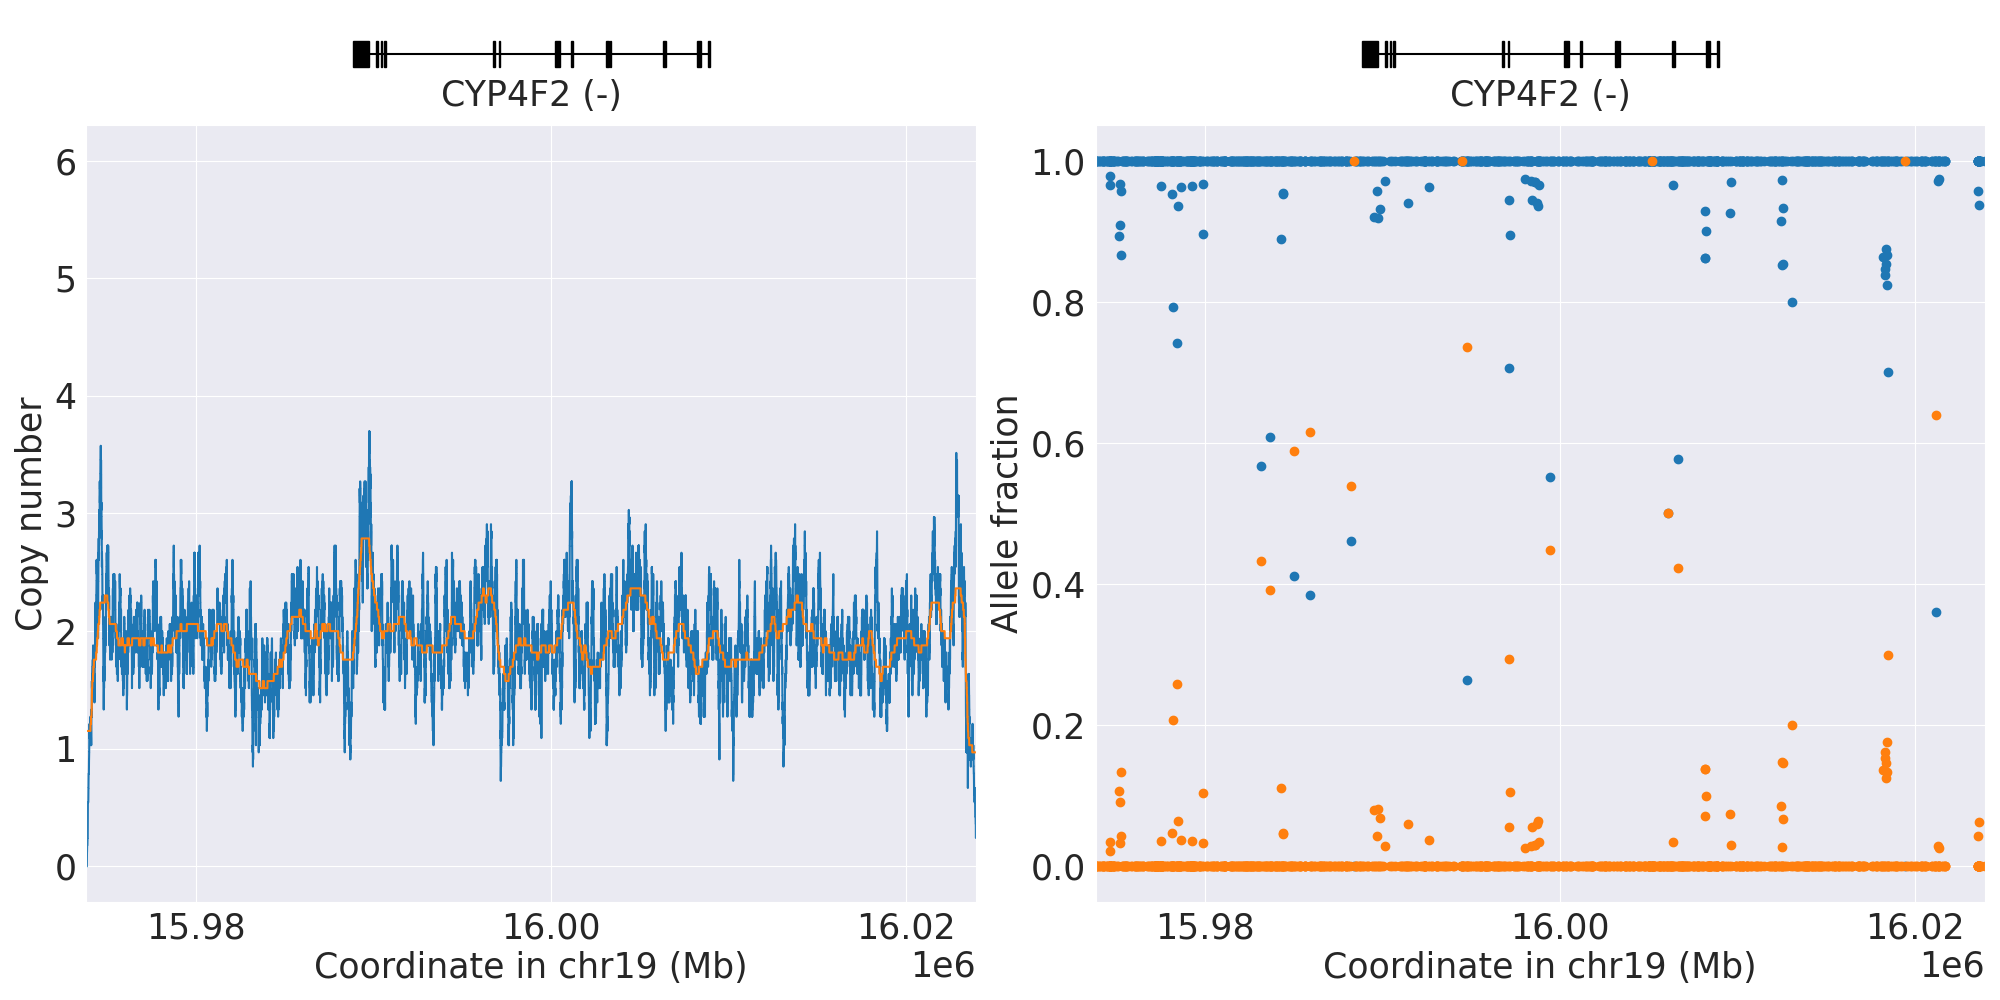 CYP4F2 (-)
6
5
4
3
2
1
0
Copy number
15.98 16.00 16.02
Coordinate in chr19 (Mb) 1e6
CYP4F2 (-)
1.0
0.8
0.6
0.4
0.2
0.0
Allele fraction
15.98 16.00 16.02
Coordinate in chr19 (Mb) 1e6